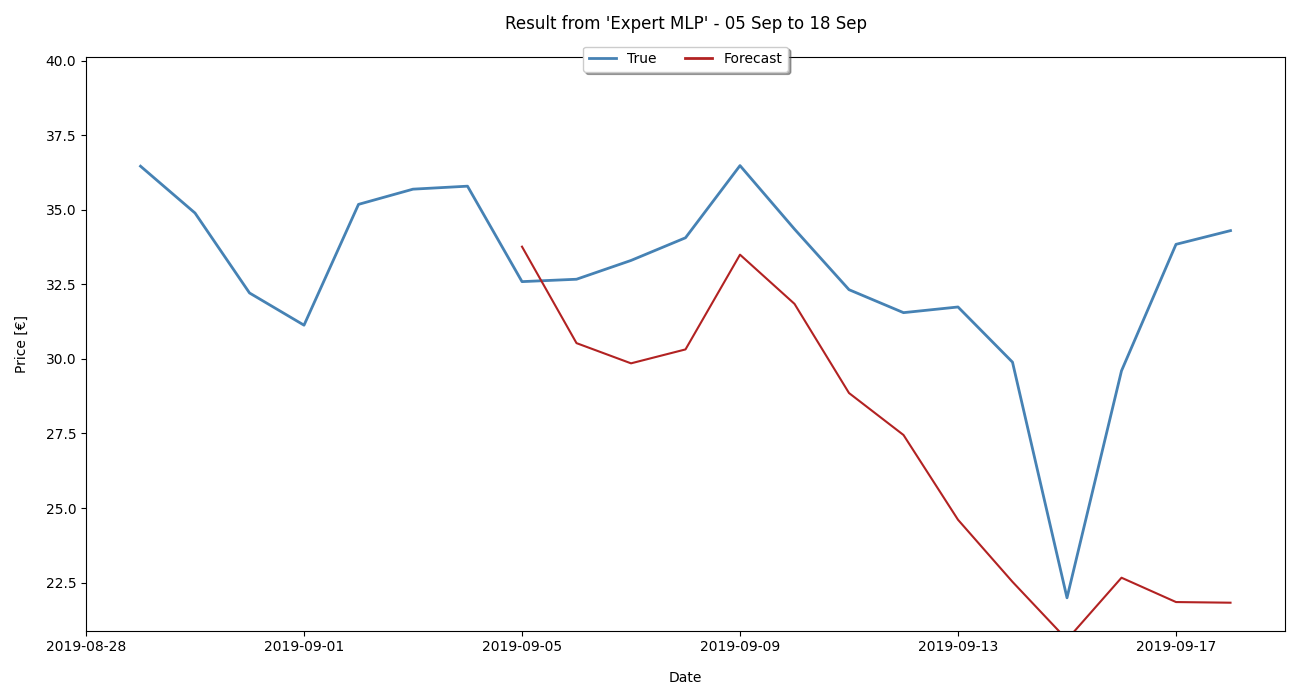 Result from 'Expert MLP' - 05 Sep to 18 Sep
True Forecast
40.0
37.5
35.0
32.5
30.0
27.5
25.0
22.5
Price [€]
2019-08-28 2019-09-01 2019-09-05 2019-09-09 2019-09-13 2019-09-17
Date